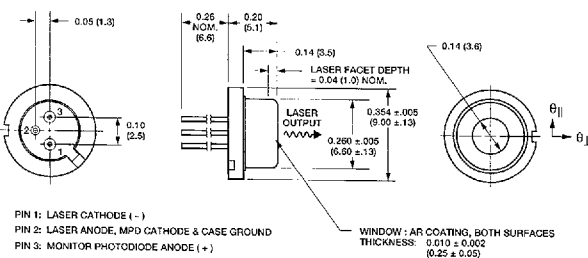 0.05 (1.3)
0.26
NOM.
(6.6)
0.20
(5.1)
0.14 (3.5)
LASER FACET DEPTH
= 0.04 (1.0) NOM.
0.14 (3.6)
3
2
1
0.10
(2.5)
LASER
OUTPUT
0.354 ±.005
(9.00 ±.13)
0.260 ±.005
(6.60 ±.13)
θ||
θ⊥
PIN 1: LASER CATHODE ( − )
PIN 2: LASER ANODE, MPD CATHODE & CASE GROUND
PIN 3: MONITOR PHOTODIODE ANODE ( + )
WINDOW : AR COATING, BOTH SURFACES
THICKNESS: 0.010 ± 0.002
(0.25 ± 0.05)